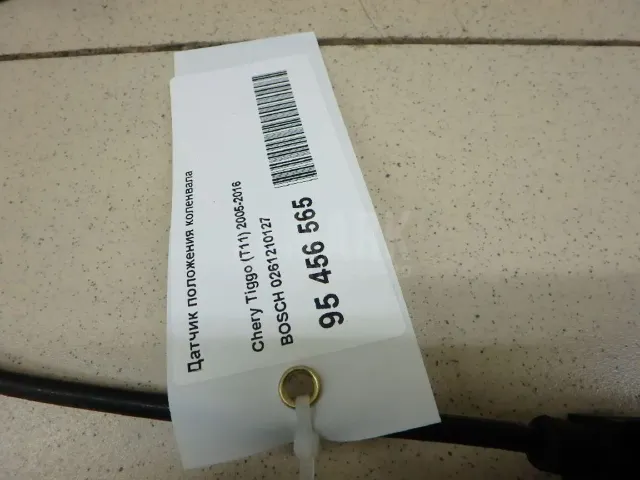 Датчик положения коленвала
Chery Tiggo (T11) 2005-2016
BOSCH 0261210127
95 456 565